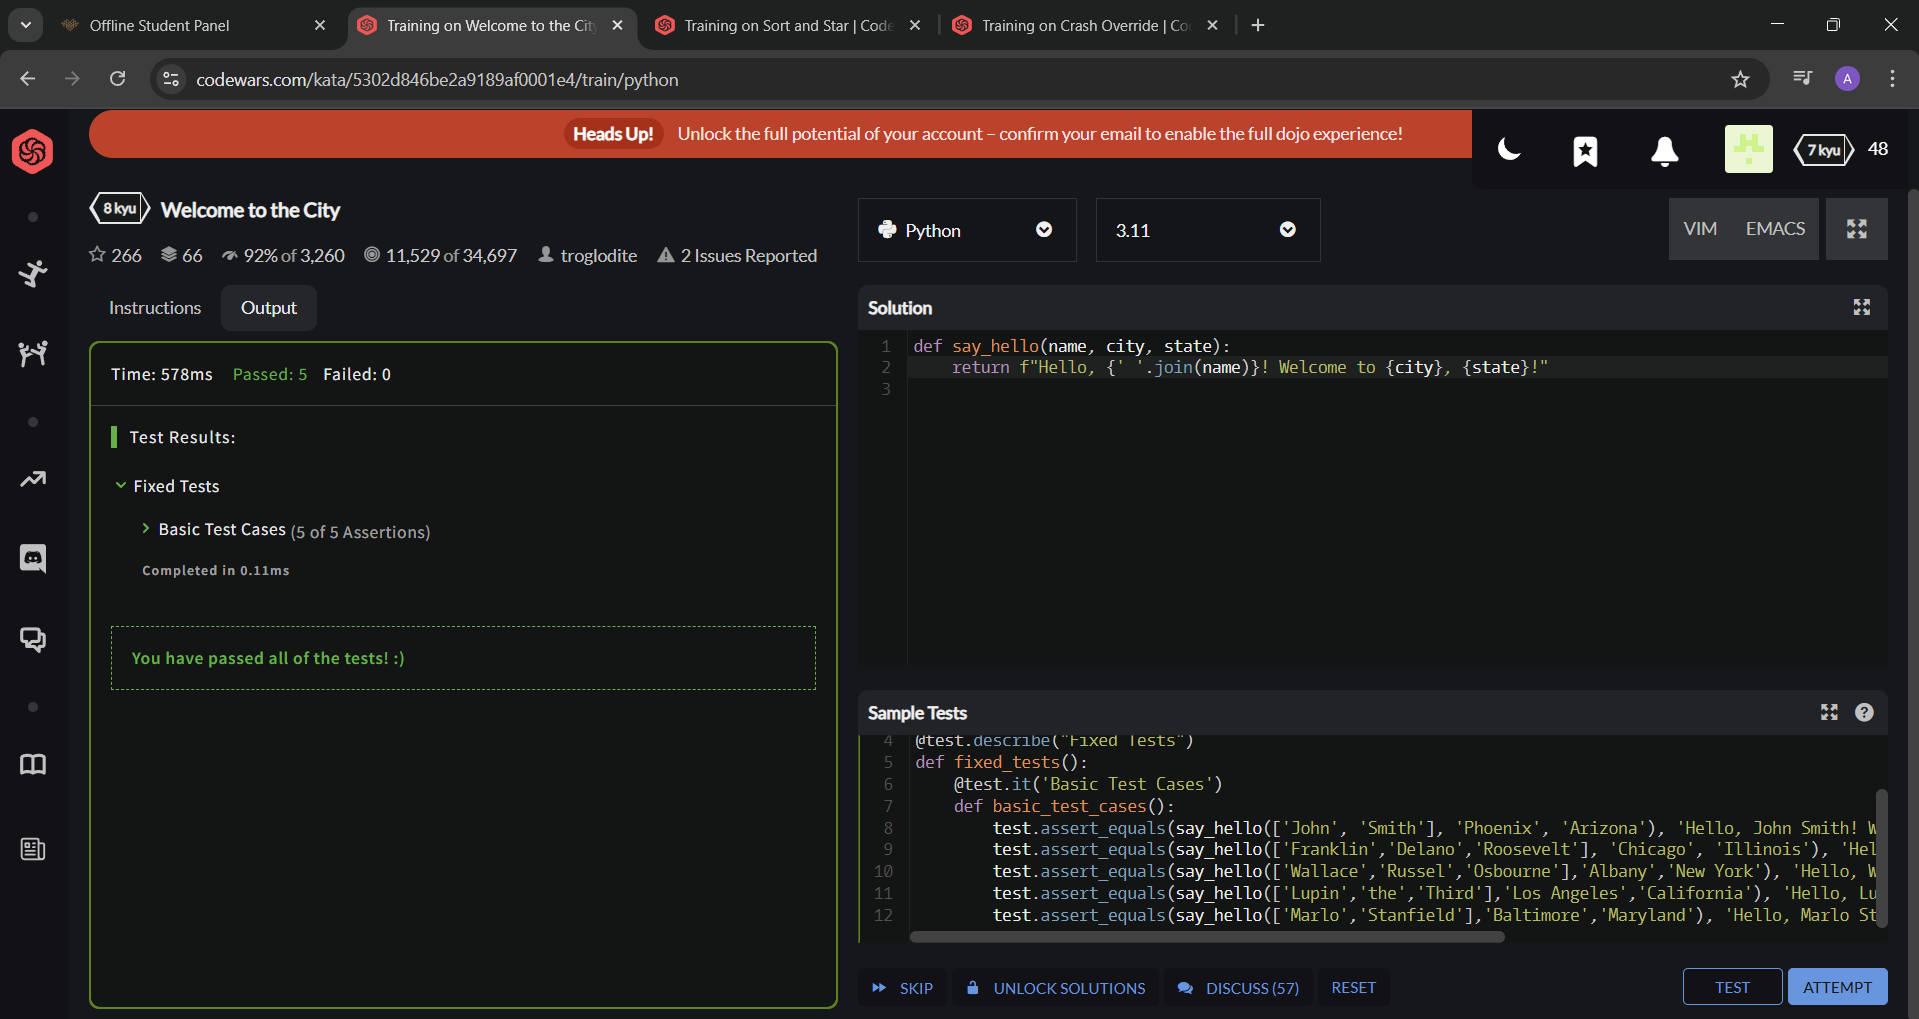 Offline Student Panel
Training on Welcome to the City
Training on Sort and Star | Code
Training on Crash Override | Co
codewars.com/kata/5302d846be2a9189af0001e4/train/python
A
Heads Up! Unlock the full potential of your account – confirm your email to enable the full dojo experience!
7 kyu 48
8 kyu Welcome to the City
266 66 92% of 3,260 11,529 of 34,697 troglodite 2 Issues Reported
Python
3.11
VIM EMACS
Instructions Output
Time: 578ms Passed: 5 Failed: 0
Test Results:
Fixed Tests
Basic Test Cases (5 of 5 Assertions)
Completed in 0.11ms
You have passed all of the tests! :)
Solution
1 def say_hello(name, city, state):
2 return f"Hello, {' '.join(name)}! Welcome to {city}, {state}!"
3
Sample Tests
4 @test.describe("Fixed Tests")
5 def fixed_tests():
6 @test.it('Basic Test Cases')
7 def basic_test_cases():
8 test.assert_equals(say_hello(['John', 'Smith'], 'Phoenix', 'Arizona'), 'Hello, John Smith! W
9 test.assert_equals(say_hello(['Franklin','Delano','Roosevelt'], 'Chicago', 'Illinois'), 'Hel
10 test.assert_equals(say_hello(['Wallace','Russel','Osbourne'],'Albany','New York'), 'Hello, W
11 test.assert_equals(say_hello(['Lupin','the','Third'],'Los Angeles','California'), 'Hello, Lu
12 test.assert_equals(say_hello(['Marlo','Stanfield'],'Baltimore','Maryland'), 'Hello, Marlo St
SKIP UNLOCK SOLUTIONS DISCUSS (57) RESET
TEST ATTEMPT